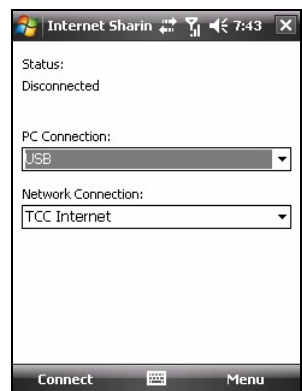 Internet Sharin 7:43
Status:
Disconnected
PC Connection:
USB
Network Connection:
TCC Internet
Connect Menu